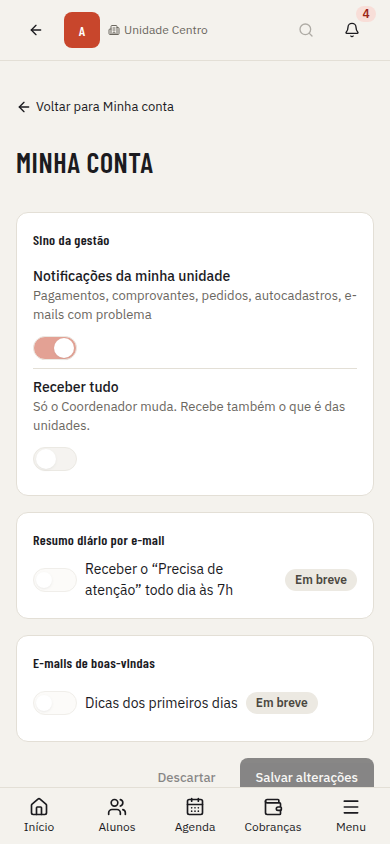 A
Unidade Centro
4
Voltar para Minha conta
MINHA CONTA
Sino da gestão
Notificações da minha unidade
Pagamentos, comprovantes, pedidos, autocadastros, e-
mails com problema
Receber tudo
Só o Coordenador muda. Recebe também o que é das
unidades.
Resumo diário por e-mail
Receber o “Precisa de
atenção” todo dia às 7h
Em breve
E-mails de boas-vindas
Dicas dos primeiros dias
Em breve
Descartar
Salvar alterações
Início
Alunos
Agenda
Cobranças
Menu